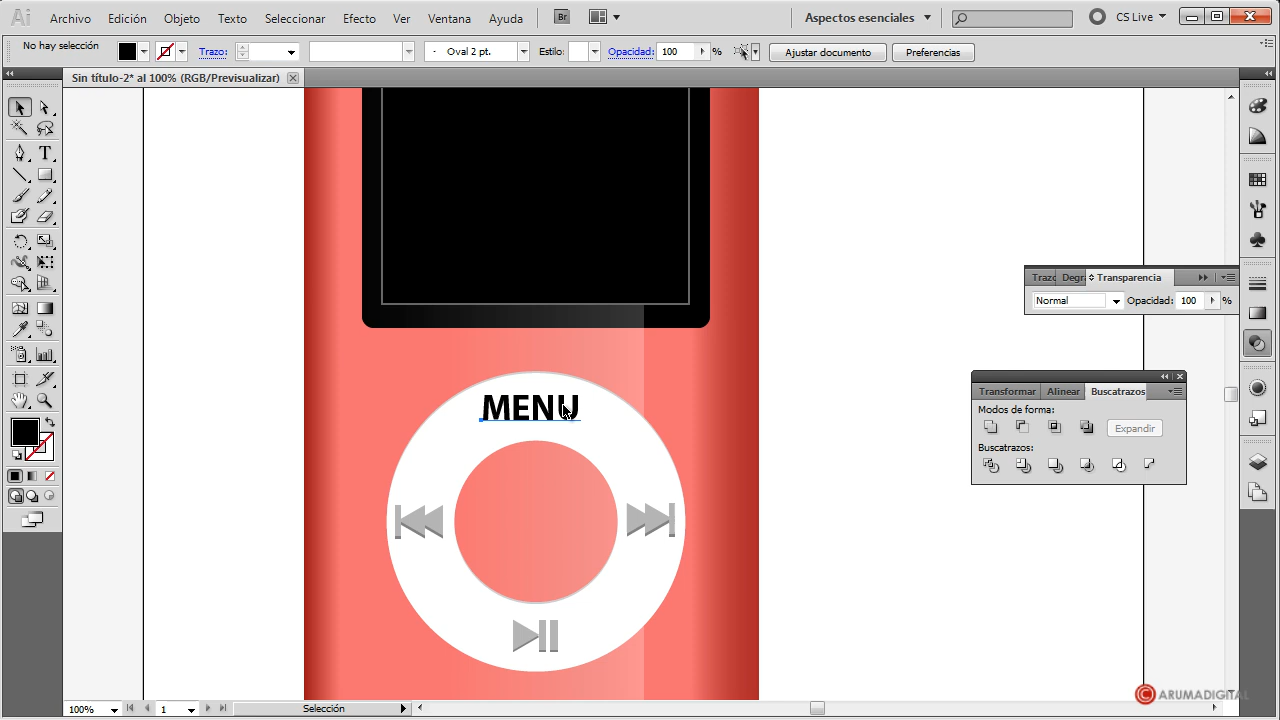 Ai Archivo Edición Objeto Texto Seleccionar Efecto Ver Ventana Ayuda Br Aspectos esenciales CS Live
No hay selección Trazo: Oval 2 pt. Estilo: Opacidad: 100 % Ajustar documento Preferencias
Sin título-2* al 100% (RGB/Previsualizar)
Trazo Degr Transparencia
Normal Opacidad: 100 %
Transformar Alinear Buscatrazos
Modos de forma:
Expandir
Buscatrazos:
MENU
ARUMADIGITAL
100% 1 Selección